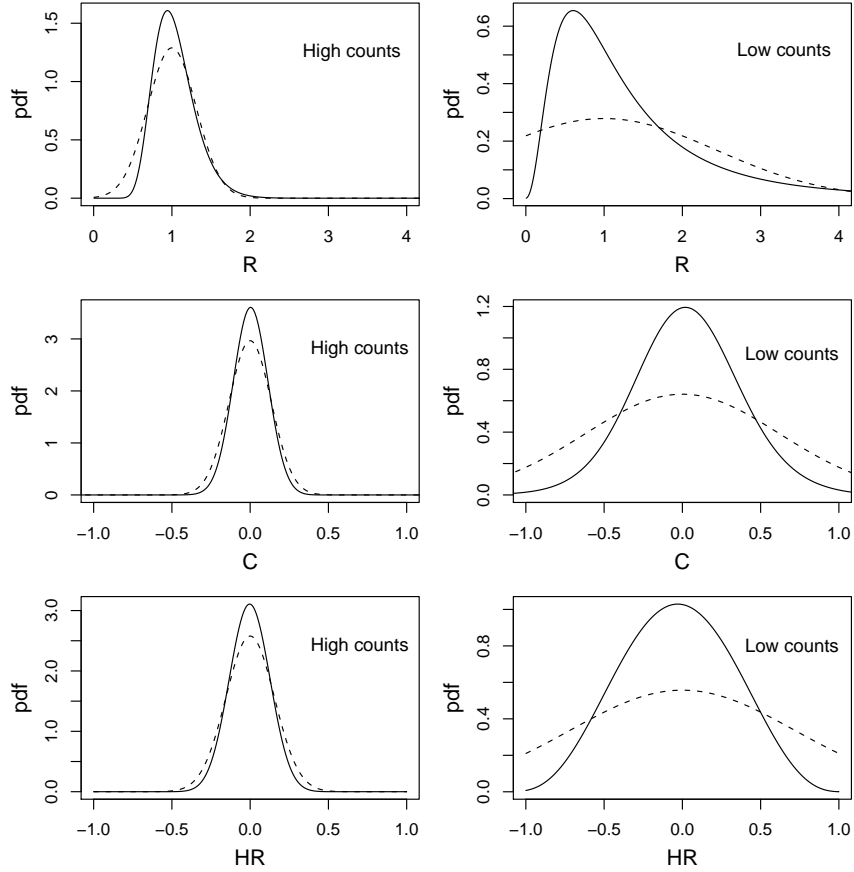 High counts
pdf
0.0 0.5 1.0 1.5
0 1 2 3 4
R
Low counts
pdf
0.0 0.2 0.4 0.6
0 1 2 3 4
R
High counts
pdf
0 1 2 3
−1.0 −0.5 0.0 0.5 1.0
C
Low counts
pdf
0.0 0.4 0.8 1.2
−1.0 −0.5 0.0 0.5 1.0
C
High counts
pdf
0.0 1.0 2.0 3.0
−1.0 −0.5 0.0 0.5 1.0
HR
Low counts
pdf
0.0 0.4 0.8
−1.0 −0.5 0.0 0.5 1.0
HR